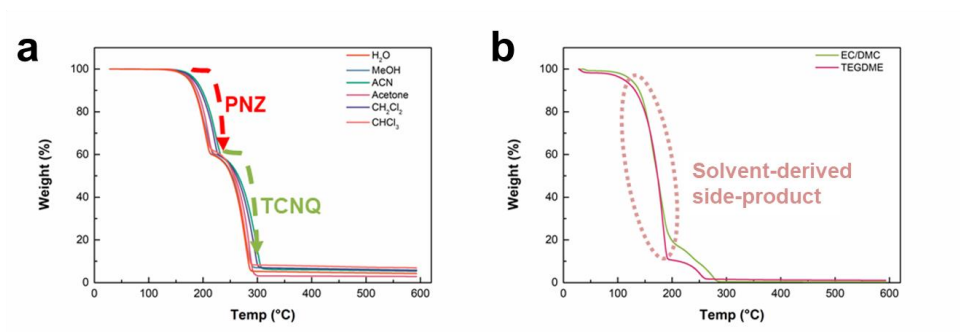 a
100
80
60
40
20
0
Weight (%)
0 100 200 300 400 500 600
Temp (°C)
H₂O
MeOH
ACN
Acetone
CH₂Cl₂
CHCl₃
PNZ
TCNQ
b
100
80
60
40
20
0
Weight (%)
0 100 200 300 400 500 600
Temp (°C)
EC/DMC
TEGDME
Solvent-derived
side-product